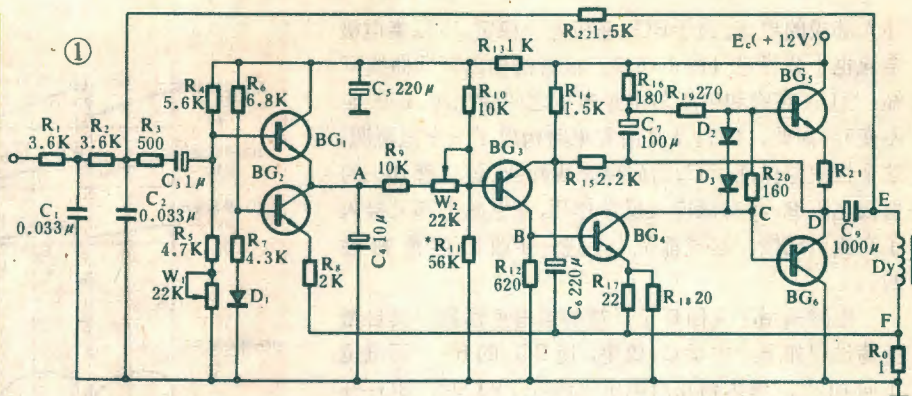 ①
R₂₂1.5K
E꜀(+12V)
R₁₃1K
R₄
5.6K
R₆
6.8K
C₅220μ
R₁₀
10K
R₁₄
1.5K
R₁₆
180
R₁₉270
BG₅
R₁
3.6K
R₂
3.6K
R₃
500
C₃1μ
BG₁
BG₂
A
R₉
10K
BG₃
C₇
100μ
D₂
D₃
R₁₅2.2K
R₂₀
160
R₂₁
C₁
0.033μ
C₂
0.033μ
R₅
4.7K
R₇
4.3K
W₁
22K
D₁
R₈
2K
C₄10μ
W₂
22K
*R₁₁
56K
B
BG₄
R₁₂
620
C₆220μ
R₁₇
22
R₁₈20
C
D
E
C₉
1000μ
BG₆
Dy
F
R₀
1